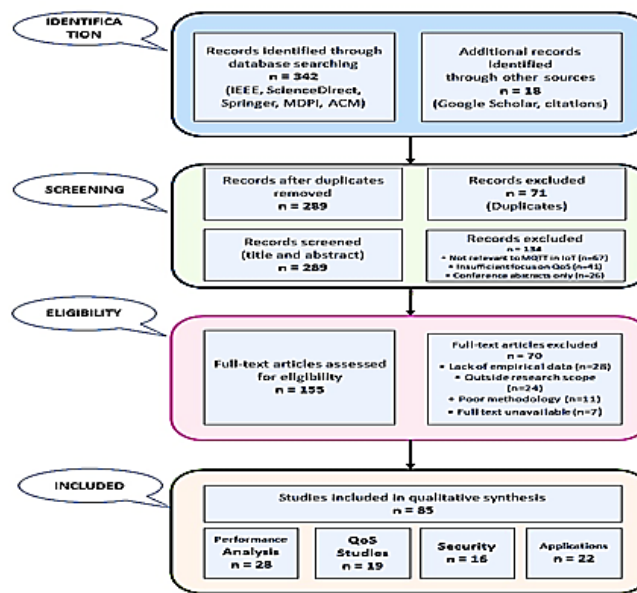 IDENTIFICA
TION
Records identified through
database searching
n = 342
(IEEE, ScienceDirect,
Springer, MDPI, ACM)
Additional records
identified
through other sources
n = 18
(Google Scholar, citations)
SCREENING
Records after duplicates
removed
n = 289
Records excluded
n = 71
(Duplicates)
Records screened
(title and abstract)
n = 289
Records excluded
n = 134
• Not relevant to MQTT in IoT (n=67)
• Insufficient focus on QoS (n=41)
• Conference abstracts only (n=26)
ELIGIBILITY
Full-text articles assessed
for eligibility
n = 155
Full-text articles excluded
n = 70
• Lack of empirical data (n=28)
• Outside research scope
(n=24)
• Poor methodology (n=11)
• Full text unavailable (n=7)
INCLUDED
Studies included in qualitative synthesis
n = 85
Performance
Analysis
n = 28
QoS
Studies
n = 19
Security
n = 16
Applications
n = 22